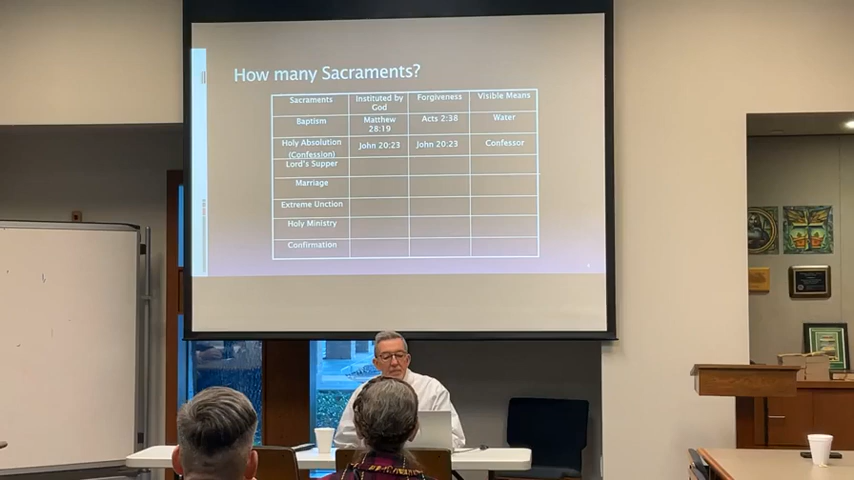 How many Sacraments?
Sacraments Instituted by God Forgiveness Visible Means
Baptism Matthew 28:19 Acts 2:38 Water
Holy Absolution (Confession) John 20:23 John 20:23 Confessor
Lord's Supper
Marriage
Extreme Unction
Holy Ministry
Confirmation